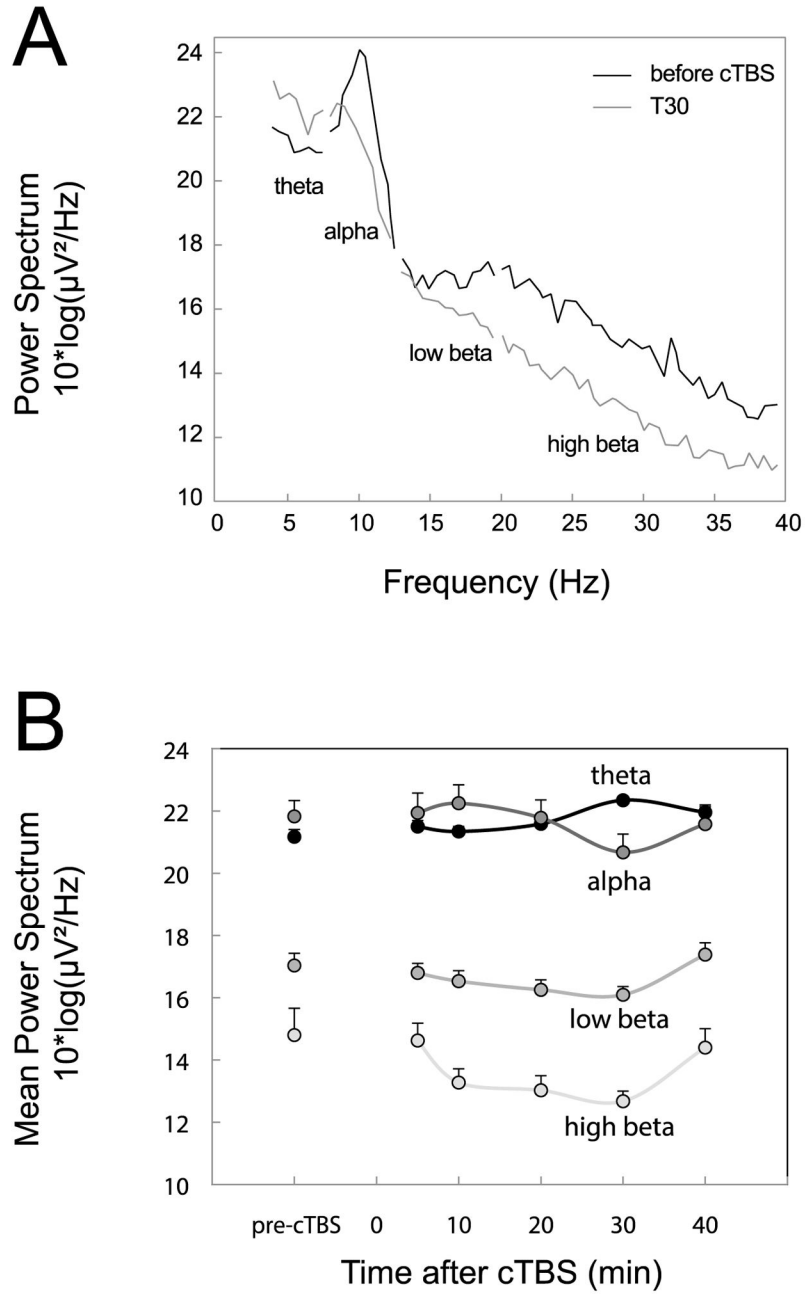 A
24
22
20
18
16
14
12
10
0 5 10 15 20 25 30 35 40
Power Spectrum
10*log(µV²/Hz)
Frequency (Hz)
before cTBS
T30
theta
alpha
low beta
high beta
B
24
22
20
18
16
14
12
10
pre-cTBS 0 10 20 30 40
Mean Power Spectrum
10*log(µV²/Hz)
Time after cTBS (min)
theta
alpha
low beta
high beta